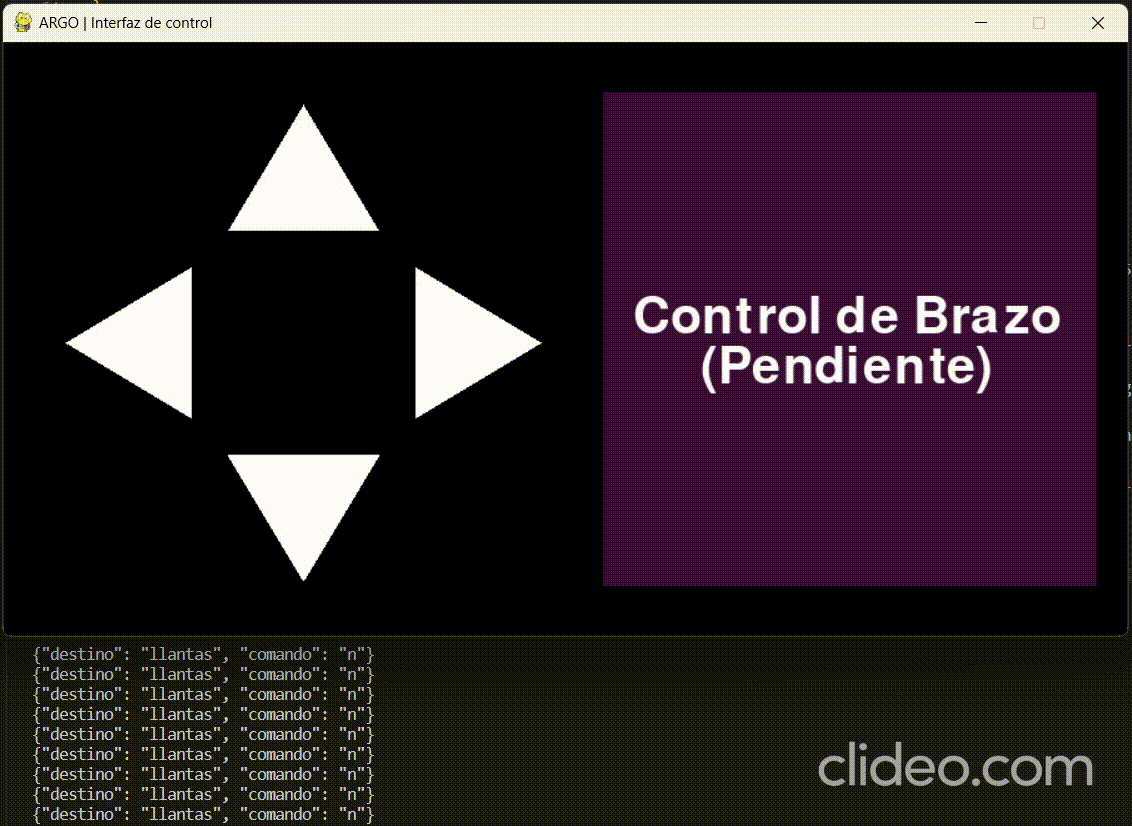 ARGO | Interfaz de control
Control de Brazo
(Pendiente)
{"destino": "llantas", "comando": "n"}
{"destino": "llantas", "comando": "n"}
{"destino": "llantas", "comando": "n"}
{"destino": "llantas", "comando": "n"}
{"destino": "llantas", "comando": "n"}
{"destino": "llantas", "comando": "n"}
{"destino": "llantas", "comando": "n"}
{"destino": "llantas", "comando": "n"}
{"destino": "llantas", "comando": "n"}
clideo.com